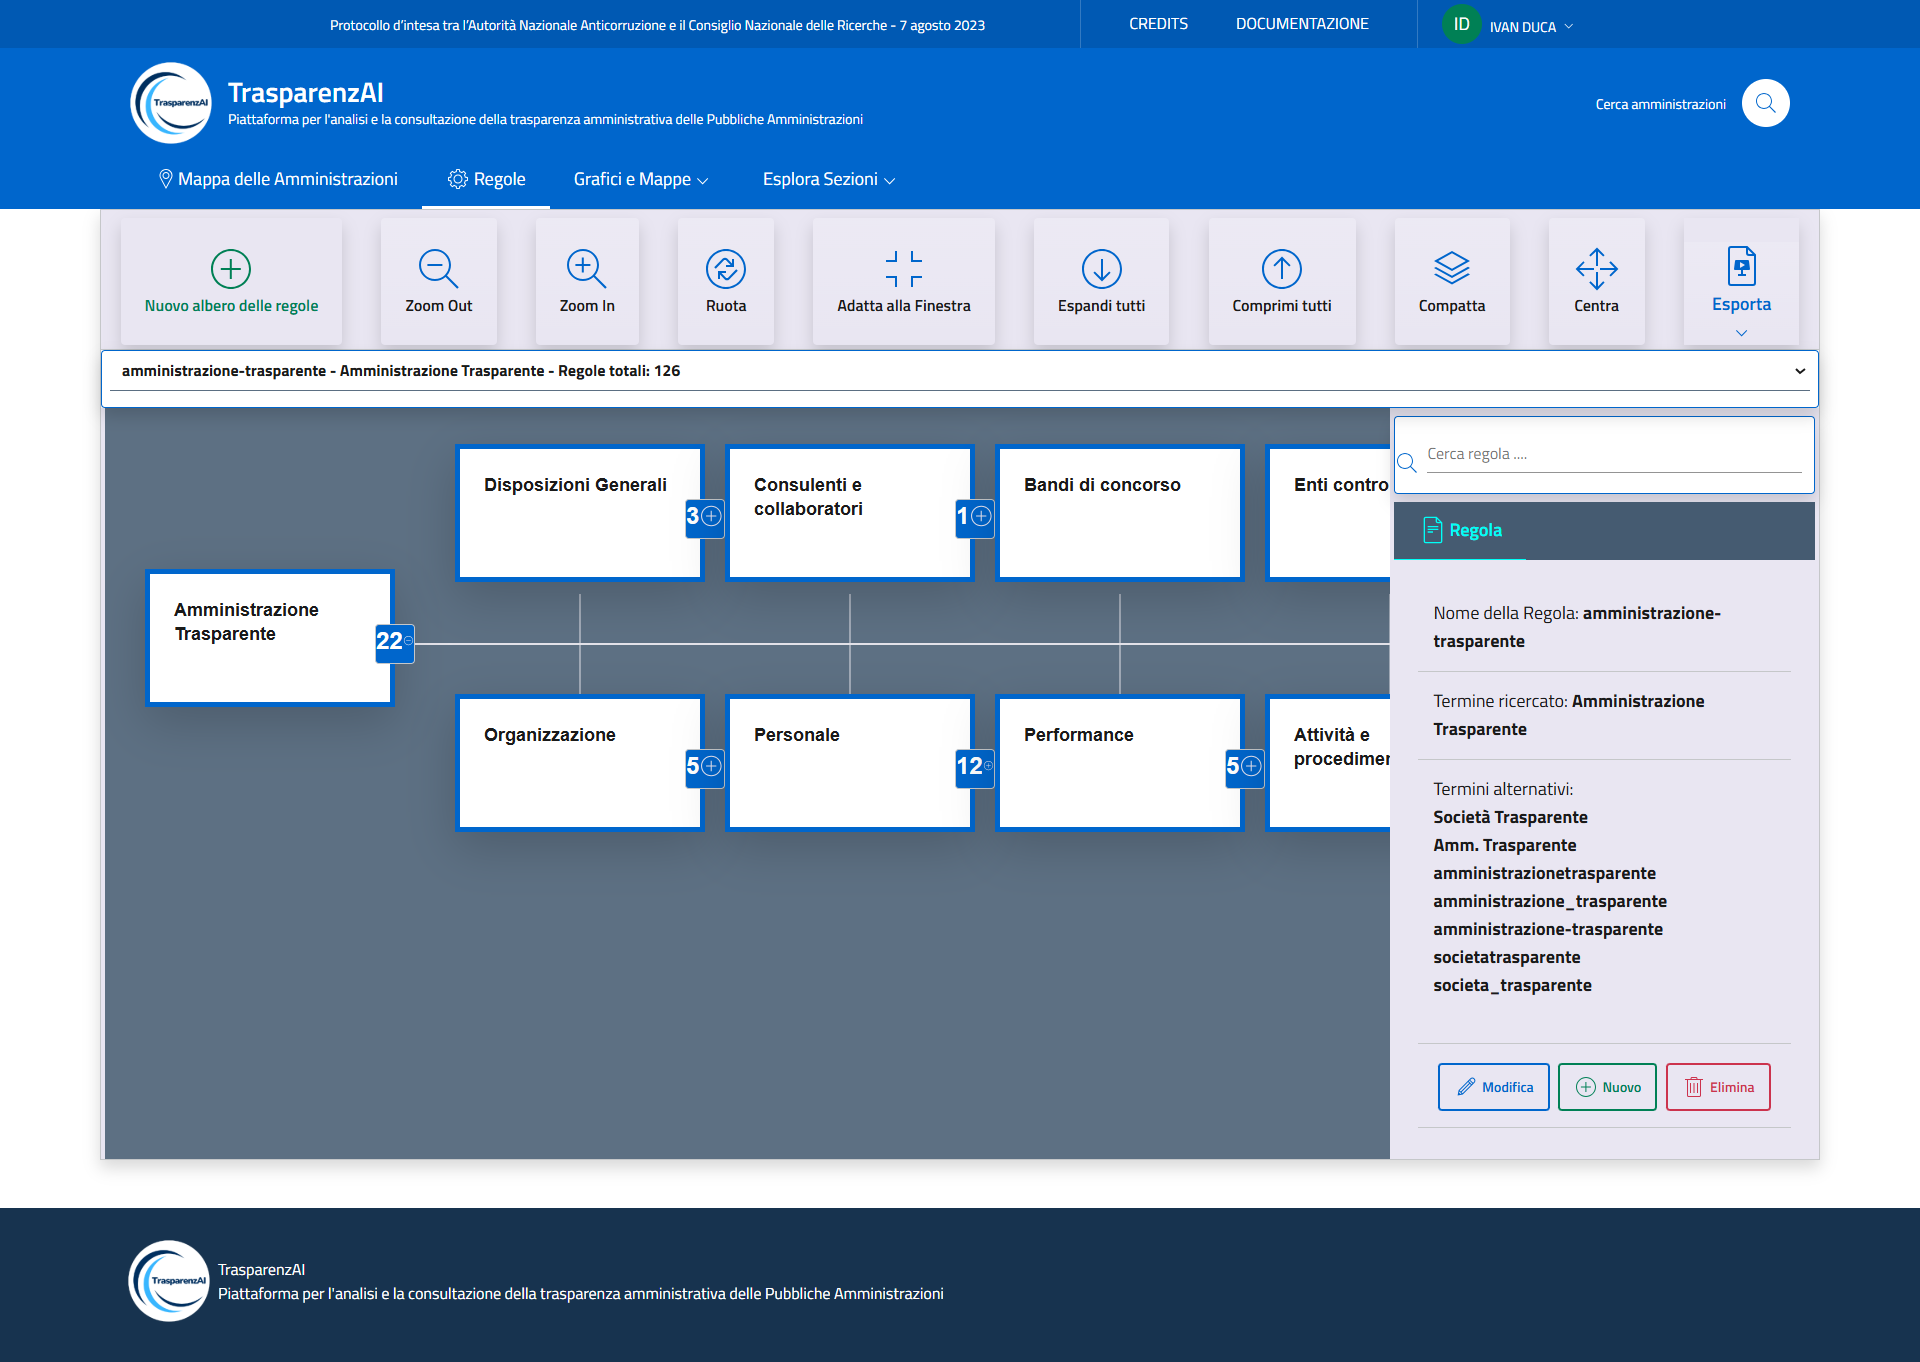 Protocollo d'intesa tra l'Autorità Nazionale Anticorruzione e il Consiglio Nazionale delle Ricerche - 7 agosto 2023
CREDITS
DOCUMENTAZIONE
ID
IVAN DUCA
TrasparenzAI
TrasparenzAI
Piattaforma per l'analisi e la consultazione della trasparenza amministrativa delle Pubbliche Amministrazioni
Cerca amministrazioni
Mappa delle Amministrazioni
Regole
Grafici e Mappe
Esplora Sezioni
Nuovo albero delle regole
Zoom Out
Zoom In
Ruota
Adatta alla Finestra
Espandi tutti
Comprimi tutti
Compatta
Centra
Esporta
amministrazione-trasparente - Amministrazione Trasparente - Regole totali: 126
Amministrazione
Trasparente
22
Disposizioni Generali
3
Consulenti e
collaboratori
1
Bandi di concorso
Enti contro
Organizzazione
5
Personale
12
Performance
5
Attività e
procedimen
Cerca regola ....
Regola
Nome della Regola: amministrazione-
trasparente
Termine ricercato: Amministrazione
Trasparente
Termini alternativi:
Società Trasparente
Amm. Trasparente
amministrazionetrasparente
amministrazione_trasparente
amministrazione-trasparente
societatrasparente
societa_trasparente
Modifica
Nuovo
Elimina
TrasparenzAI
TrasparenzAI
Piattaforma per l'analisi e la consultazione della trasparenza amministrativa delle Pubbliche Amministrazioni